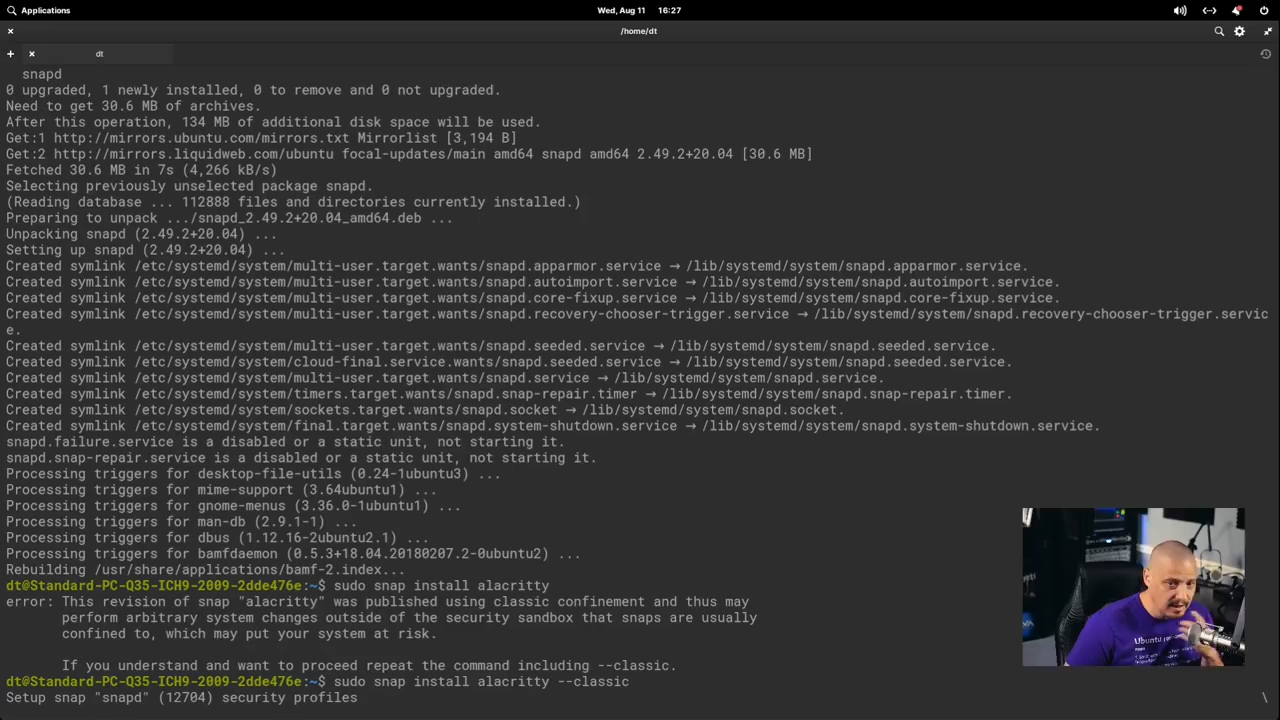 Applications
Wed, Aug 11 16:27
/home/dt
dt
snapd
0 upgraded, 1 newly installed, 0 to remove and 0 not upgraded.
Need to get 30.6 MB of archives.
After this operation, 134 MB of additional disk space will be used.
Get:1 http://mirrors.ubuntu.com/mirrors.txt Mirrorlist [3,194 B]
Get:2 http://mirrors.liquidweb.com/ubuntu focal-updates/main amd64 snapd amd64 2.49.2+20.04 [30.6 MB]
Fetched 30.6 MB in 7s (4,266 kB/s)
Selecting previously unselected package snapd.
(Reading database ... 112888 files and directories currently installed.)
Preparing to unpack .../snapd_2.49.2+20.04_amd64.deb ...
Unpacking snapd (2.49.2+20.04) ...
Setting up snapd (2.49.2+20.04) ...
Created symlink /etc/systemd/system/multi-user.target.wants/snapd.apparmor.service → /lib/systemd/system/snapd.apparmor.service.
Created symlink /etc/systemd/system/multi-user.target.wants/snapd.autoimport.service → /lib/systemd/system/snapd.autoimport.service.
Created symlink /etc/systemd/system/multi-user.target.wants/snapd.core-fixup.service → /lib/systemd/system/snapd.core-fixup.service.
Created symlink /etc/systemd/system/multi-user.target.wants/snapd.recovery-chooser-trigger.service → /lib/systemd/system/snapd.recovery-chooser-trigger.servic
e.
Created symlink /etc/systemd/system/multi-user.target.wants/snapd.seeded.service → /lib/systemd/system/snapd.seeded.service.
Created symlink /etc/systemd/system/cloud-final.service.wants/snapd.seeded.service → /lib/systemd/system/snapd.seeded.service.
Created symlink /etc/systemd/system/multi-user.target.wants/snapd.service → /lib/systemd/system/snapd.service.
Created symlink /etc/systemd/system/timers.target.wants/snapd.snap-repair.timer → /lib/systemd/system/snapd.snap-repair.timer.
Created symlink /etc/systemd/system/sockets.target.wants/snapd.socket → /lib/systemd/system/snapd.socket.
Created symlink /etc/systemd/system/final.target.wants/snapd.system-shutdown.service → /lib/systemd/system/snapd.system-shutdown.service.
snapd.failure.service is a disabled or a static unit, not starting it.
snapd.snap-repair.service is a disabled or a static unit, not starting it.
Processing triggers for desktop-file-utils (0.24-1ubuntu3) ...
Processing triggers for mime-support (3.64ubuntu1) ...
Processing triggers for gnome-menus (3.36.0-1ubuntu1) ...
Processing triggers for man-db (2.9.1-1) ...
Processing triggers for dbus (1.12.16-2ubuntu2.1) ...
Processing triggers for bamfdaemon (0.5.3+18.04.20180207.2-0ubuntu2) ...
Rebuilding /usr/share/applications/bamf-2.index...
dt@Standard-PC-Q35-ICH9-2009-2dde476e:~$ sudo snap install alacritty
error: This revision of snap "alacritty" was published using classic confinement and thus may
perform arbitrary system changes outside of the security sandbox that snaps are usually
confined to, which may put your system at risk.
If you understand and want to proceed repeat the command including --classic.
dt@Standard-PC-Q35-ICH9-2009-2dde476e:~$ sudo snap install alacritty --classic
Setup snap "snapd" (12704) security profiles \
Ubuntu